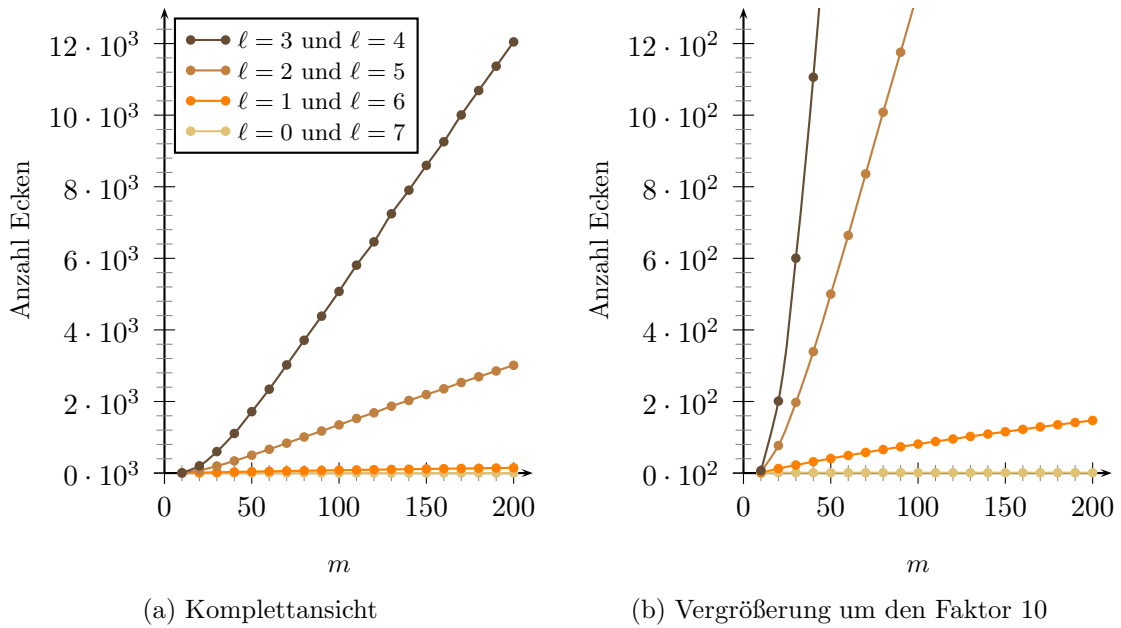 12 · 10³
10 · 10³
8 · 10³
6 · 10³
4 · 10³
2 · 10³
0 · 10³
Anzahl Ecken
ℓ = 3 und ℓ = 4
ℓ = 2 und ℓ = 5
ℓ = 1 und ℓ = 6
ℓ = 0 und ℓ = 7
0 50 100 150 200
m
(a) Komplettansicht
12 · 10²
10 · 10²
8 · 10²
6 · 10²
4 · 10²
2 · 10²
0 · 10²
Anzahl Ecken
0 50 100 150 200
m
(b) Vergrößerung um den Faktor 10